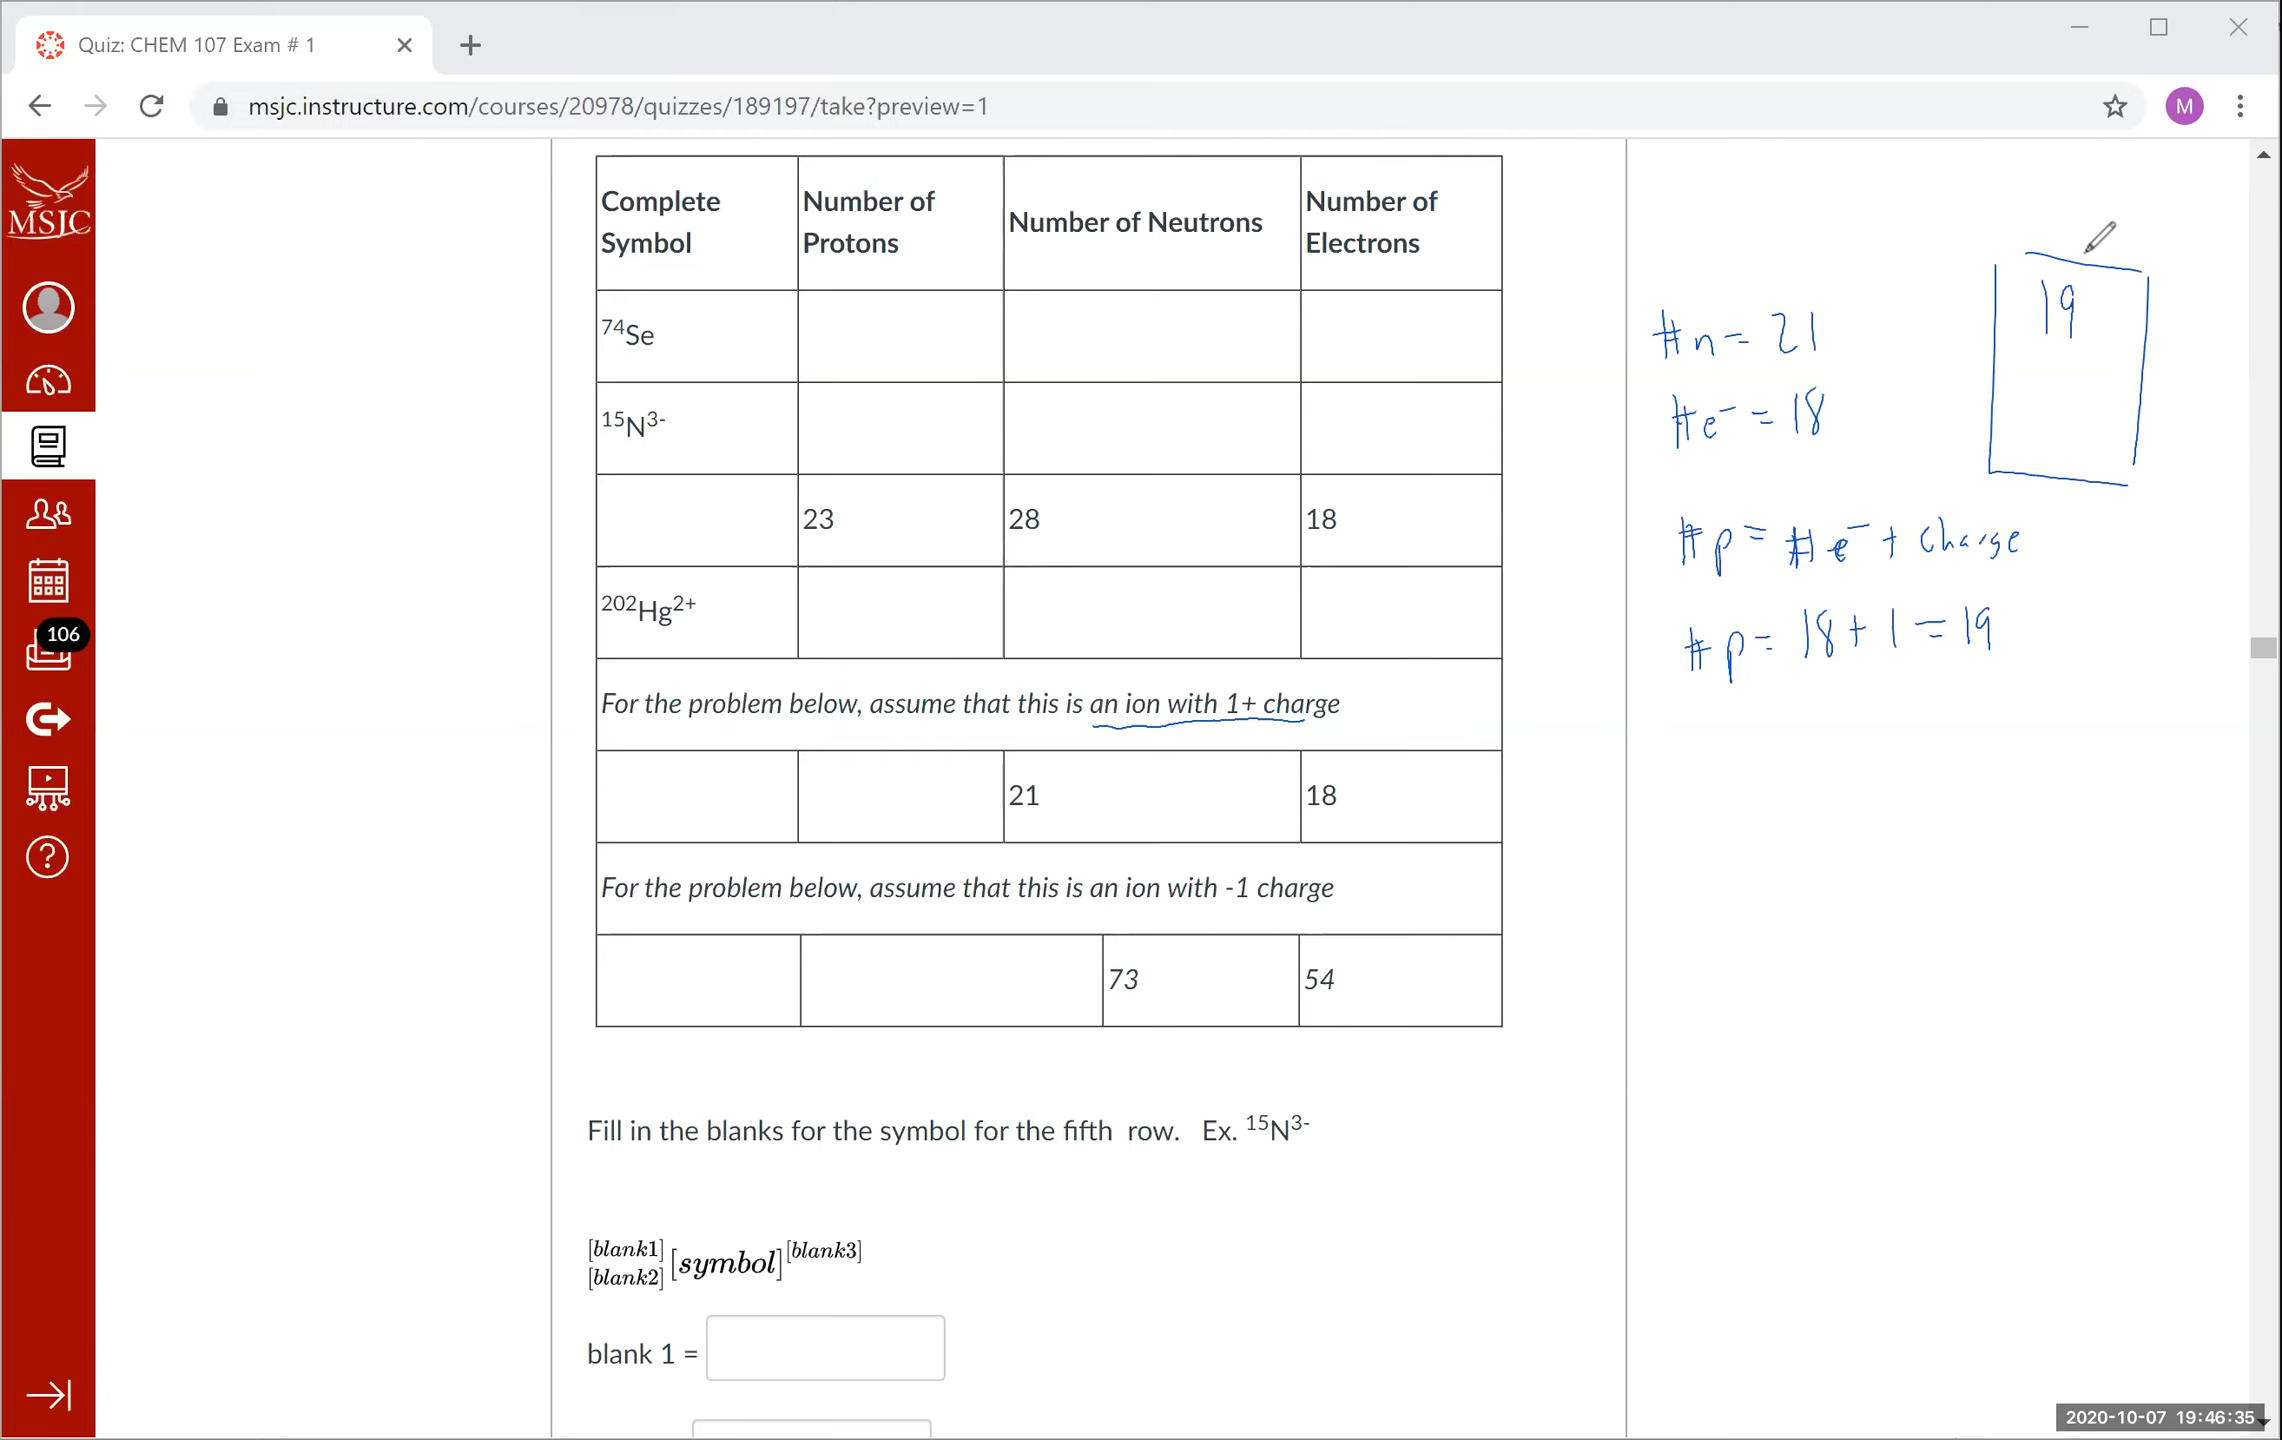 Quiz: CHEM 107 Exam # 1
msjc.instructure.com/courses/20978/quizzes/189197/take?preview=1
M
MSJC
106
Complete Symbol
Number of Protons
Number of Neutrons
Number of Electrons
74Se
15N3-
23 28 18
202Hg2+
For the problem below, assume that this is an ion with 1+ charge
21 18
For the problem below, assume that this is an ion with -1 charge
73 54
Fill in the blanks for the symbol for the fifth row. Ex. 15N3-
[blank1]
[blank2] [symbol] [blank3]
blank 1 =
19
#n = 21
#e- = 18
#p = #e- + charge
#p = 18 + 1 = 19
2020-10-07 19:46:35